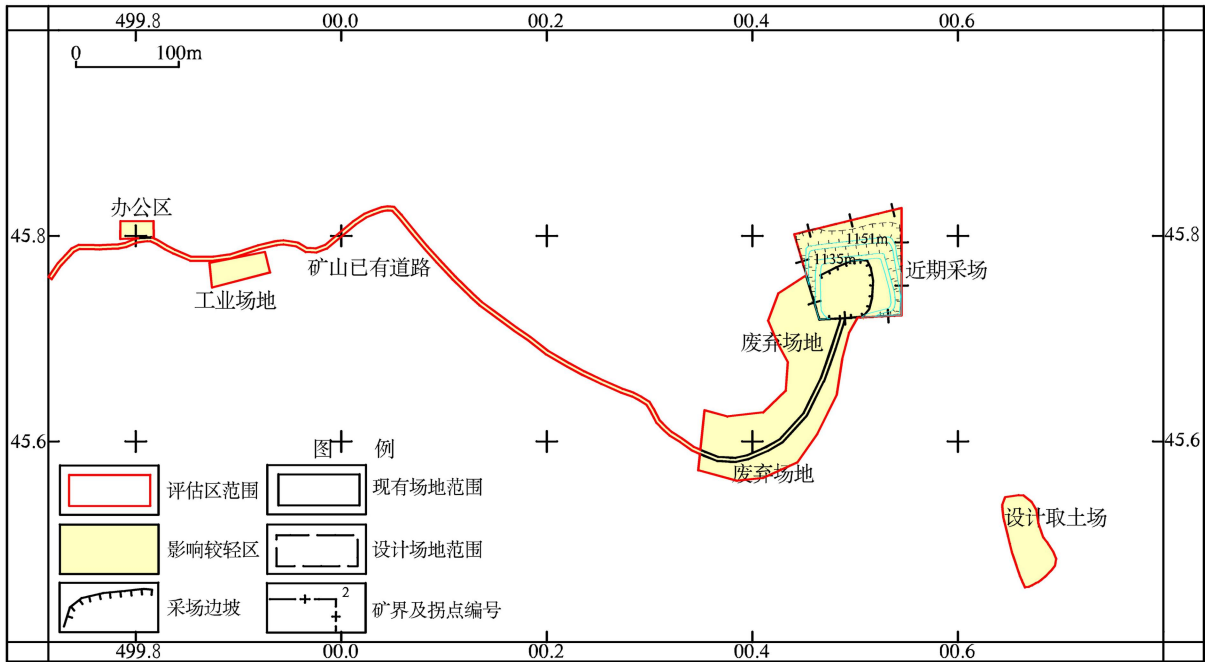 499.8 00.0 00.2 00.4 00.6
0 100m
办公区
45.8 45.8
1151m
1135m
近期采场
矿山已有道路
工业场地
废弃场地
45.6 45.6
图 例
废弃场地
评估区范围 现有场地范围
设计取土场
影响较轻区 设计场地范围
2
采场边坡 矿界及拐点编号
499.8 00.0 00.2 00.4 00.6